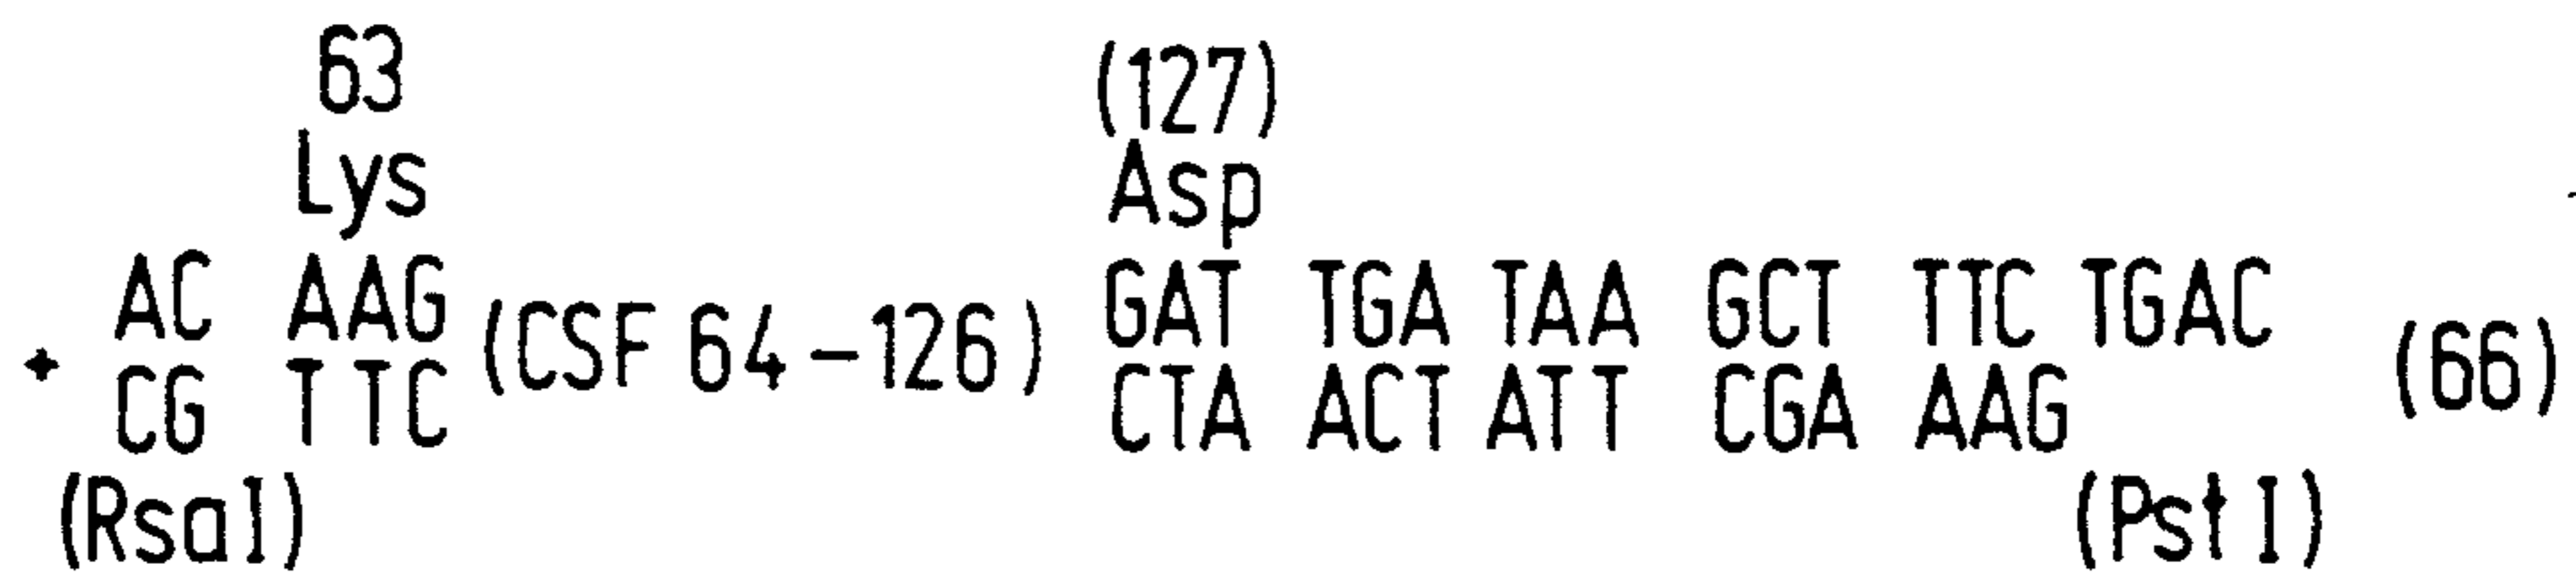 63 (127)
Lys Asp
AC AAG (CSF 64-126) GAT TGA TAA GCT TTC TGAC (66)
+ CG TTC CTA ACT ATT CGA AAG
(RsaI) (Pst I)